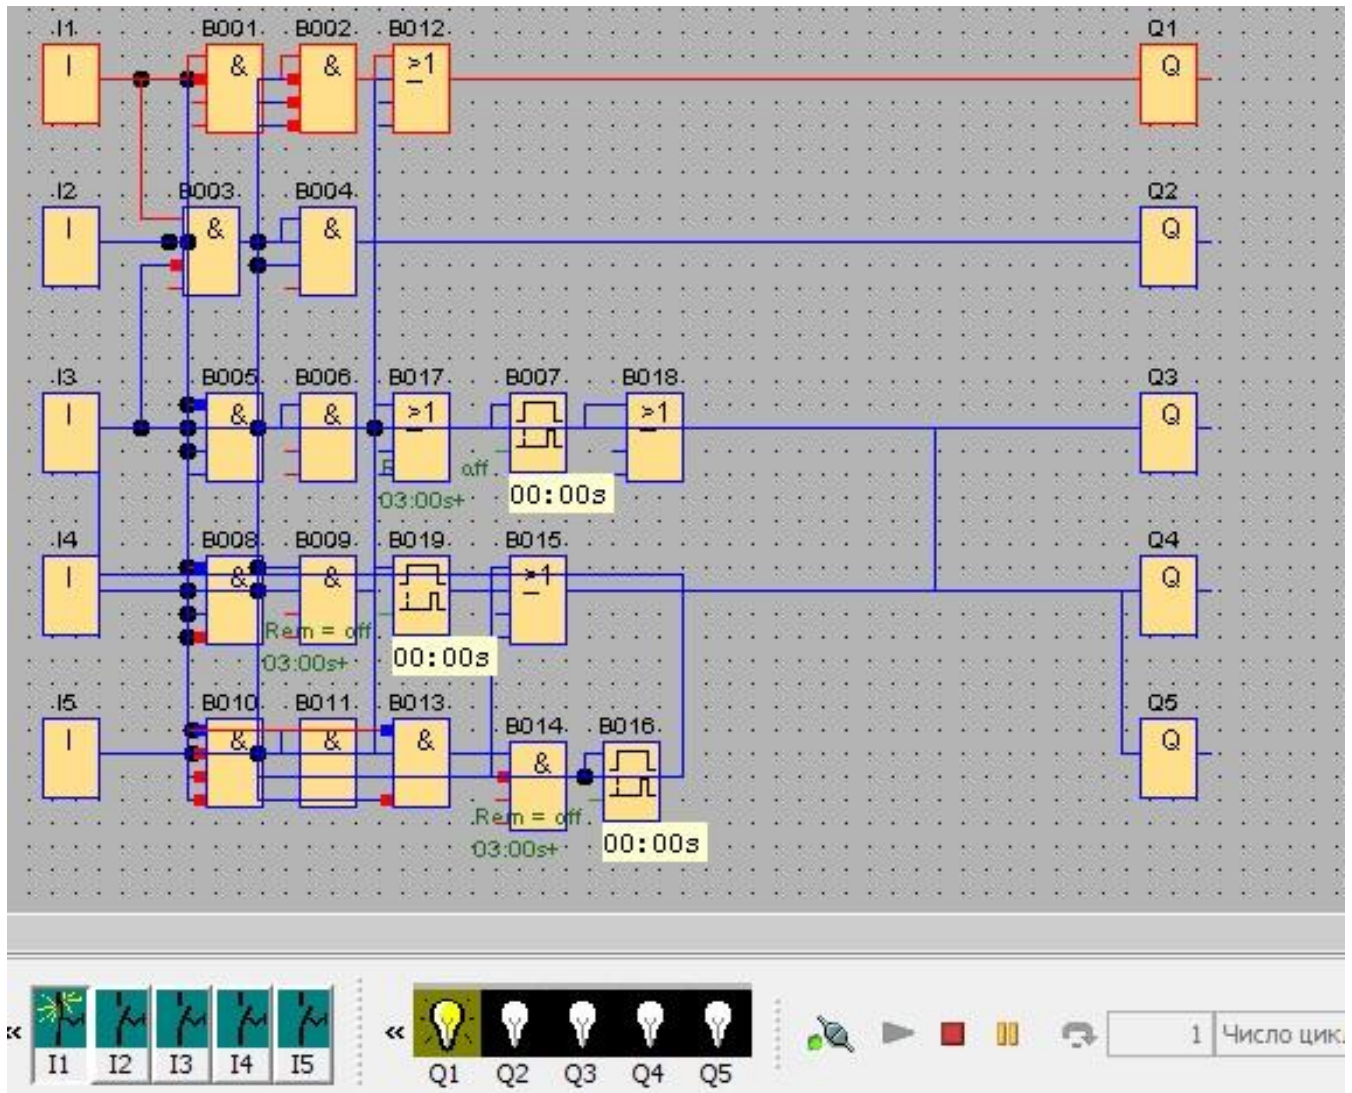 I1 B001 B002 B012 Q1
I & & >1 Q
I2 B003 B004 Q2
I & & Q
I3 B005 B006 B017 B007 B018 Q3
I & & >1 >1 Q
R off
03:00s+ 00:00s
I4 B008 B009 B019 B015 Q4
I & & >1 Q
Rem = off
03:00s+ 00:00s
I5 B010 B011 B013 B014 B016 Q5
I & & & & Q
Rem = off
03:00s+ 00:00s
« I1 I2 I3 I4 I5 « Q1 Q2 Q3 Q4 Q5 1 Число цик